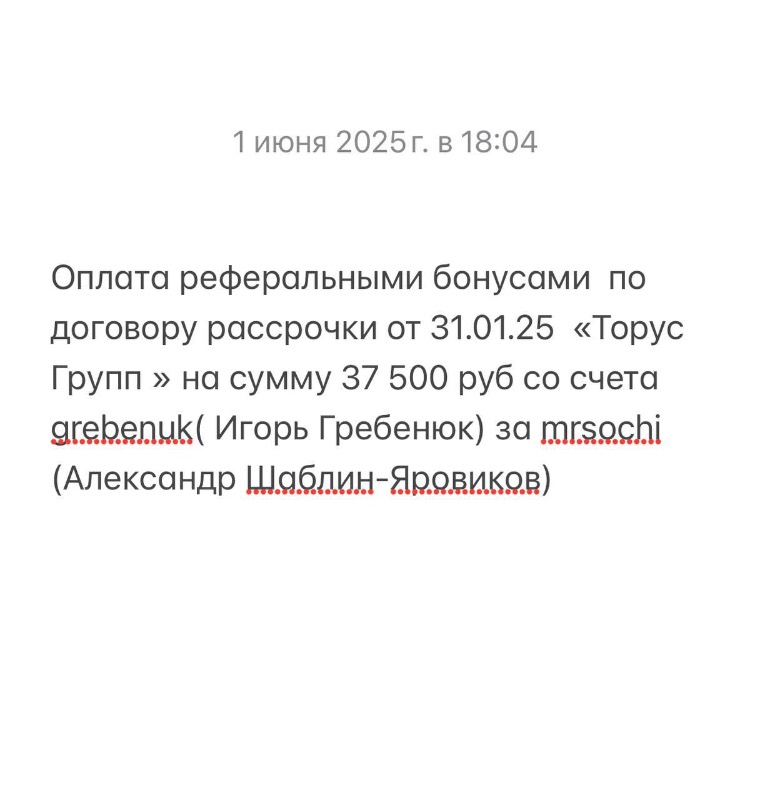 1 июня 2025 г. в 18:04
Оплата реферальными бонусами  по
договору рассрочки от 31.01.25  «Торус
Групп » на сумму 37 500 руб со счета
grebenuk( Игорь Гребенюк) за mrsochi
(Александр Шаблин-Яровиков)